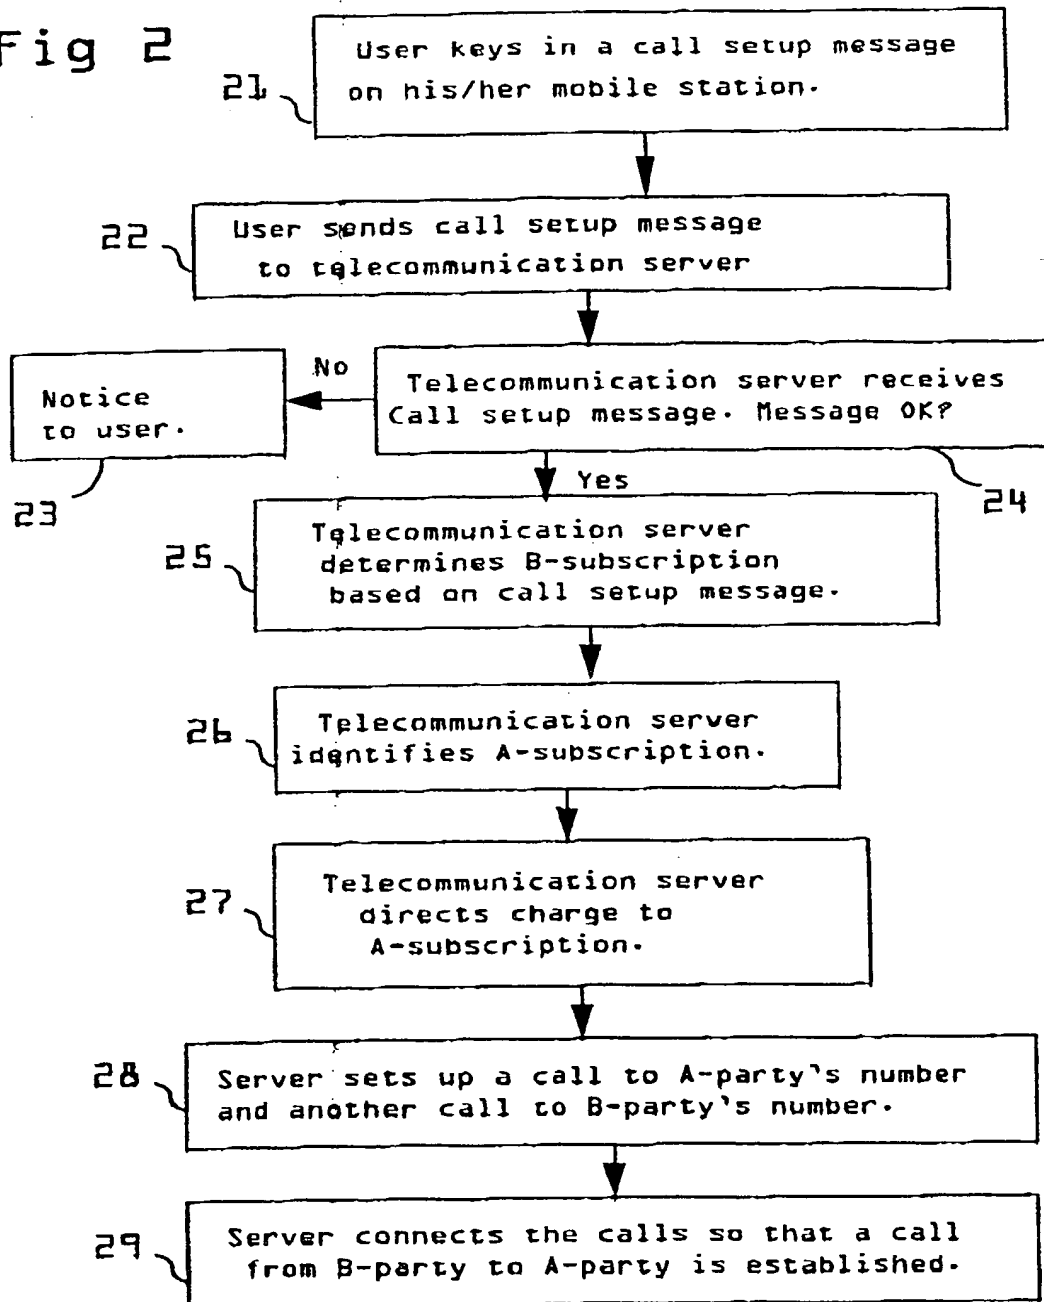 Fig 2
User keys in a call setup message
on his/her mobile station.
21
User sends call setup message
to telecommunication server
22
Telecommunication server receives
Call setup message. Message OK?
24
No
Notice
to user.
23
Yes
Telecommunication server
determines B-subscription
based on call setup message.
25
Telecommunication server
identifies A-subscription.
26
Telecommunication server
directs charge to
A-subscription.
27
Server sets up a call to A-party's number
and another call to B-party's number.
28
Server connects the calls so that a call
from B-party to A-party is established.
29